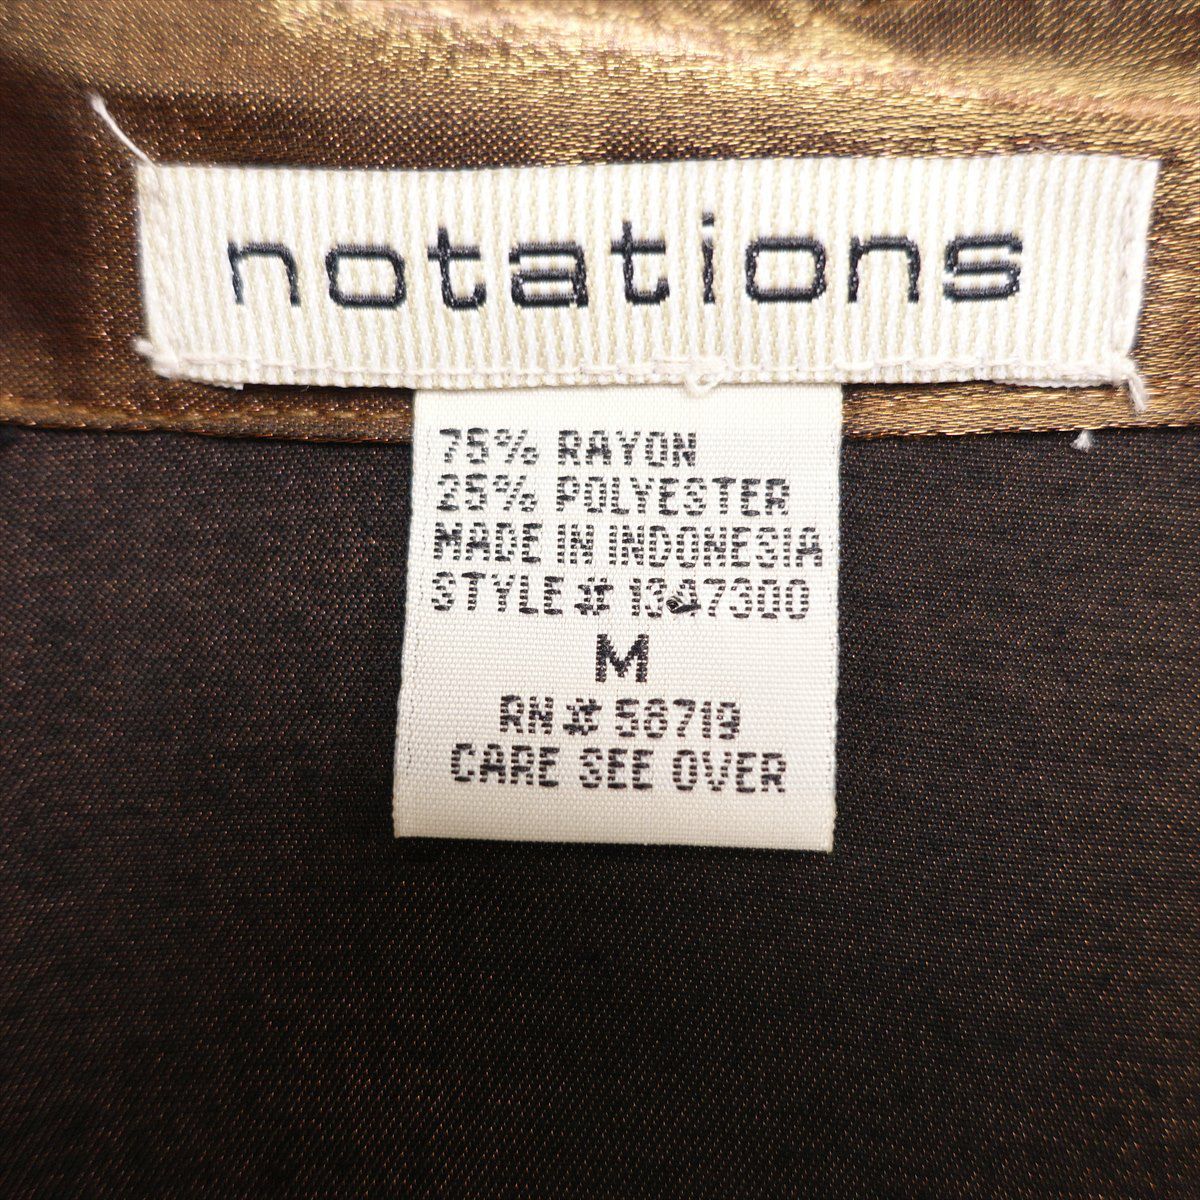 notations
75% RAYON
25% POLYESTER
MADE IN INDONESIA
STYLE# 1347300
M
RN# 58719
CARE SEE OVER